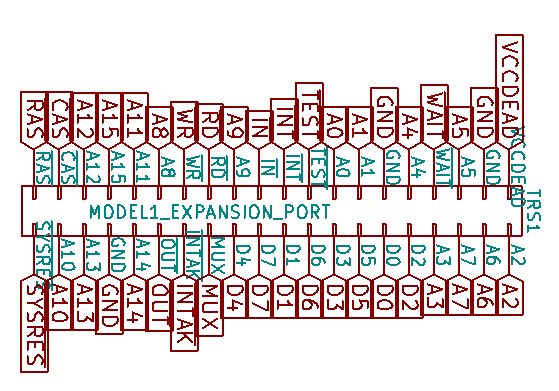 RAS CAS A12 A15 A11 A8 WR RD A9 IN INT TEST A0 A1 GND A4 WAIT A5 GND VCCDEAD
RAS CAS A12 A15 A11 A8 WR RD A9 IN INT TEST A0 A1 GND A4 WAIT A5 GND VCCDEAD
MODEL1_EXPANSION_PORT
TRS1
SYSRES A10 A13 GND A14 OUT INTAK MUX D4 D7 D1 D6 D3 D5 D0 D2 A3 A7 A6 A2
SYSRES A10 A13 GND A14 OUT INTAK MUX D4 D7 D1 D6 D3 D5 D0 D2 A3 A7 A6 A2